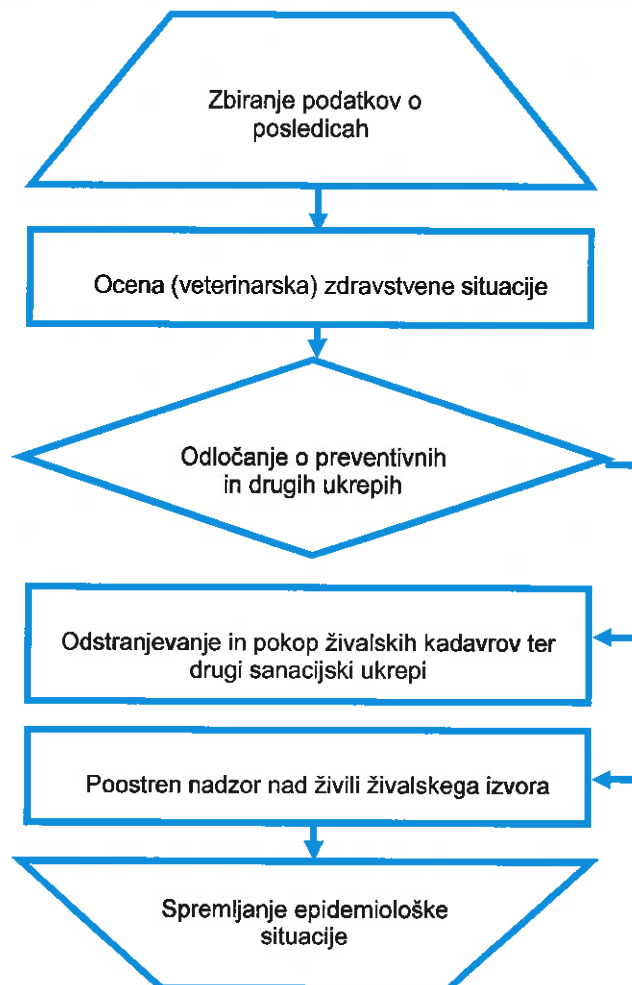 Zbiranje podatkov o
posledicah
Ocena (veterinarska) zdravstvene situacije
Odločanje o preventivnih
in drugih ukrepih
Odstranjevanje in pokop živalskih kadavrov ter
drugi sanacijski ukrepi
Poostren nadzor nad živili živalskega izvora
Spremljanje epidemiološke
situacije